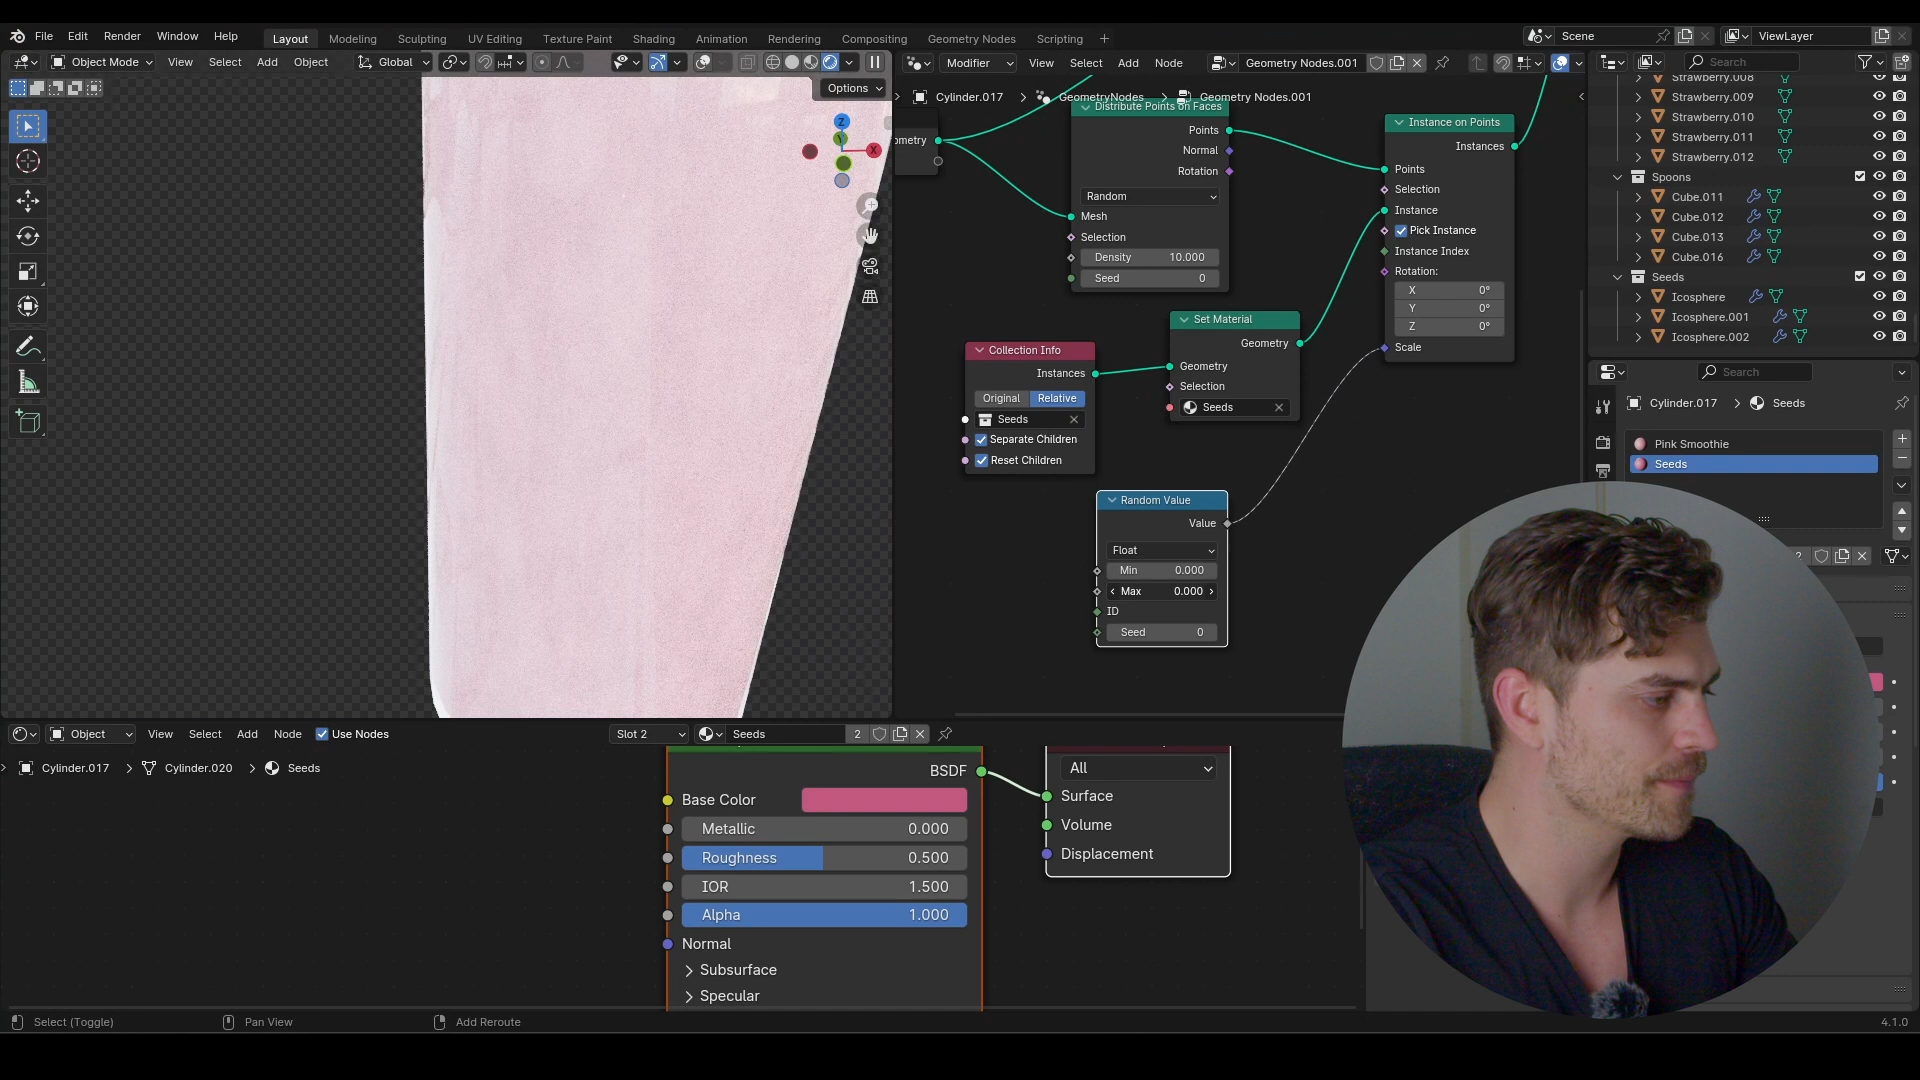 File Edit Render Window Help Layout Modeling Sculpting UV Editing Texture Paint Shading Animation Rendering Compositing Geometry Nodes Scripting + Scene ViewLayer
Object Mode View Select Add Object Global
Options
Z
X
Modifier View Select Add Node Geometry Nodes.001
Cylinder.017 > GeometryNodes > Geometry Nodes.001
ometry
Distribute Points on Faces
Points
Normal
Rotation
Random
Mesh
Selection
Density 10.000
Seed 0
Instance on Points
Instances
Points
Selection
Instance
Pick Instance
Instance Index
Rotation:
X 0°
Y 0°
Z 0°
Scale
Set Material
Geometry
Geometry
Selection
Seeds
Collection Info
Instances
Original Relative
Seeds
Separate Children
Reset Children
Random Value
Value
Float
Min 0.000
Max 0.000
ID
Seed 0
Search
Strawberry.008
Strawberry.009
Strawberry.010
Strawberry.011
Strawberry.012
Spoons
Cube.011
Cube.012
Cube.013
Cube.016
Seeds
Icosphere
Icosphere.001
Icosphere.002
Search
Cylinder.017 > Seeds
Pink Smoothie
Seeds
Object View Select Add Node Use Nodes Slot 2 Seeds 2
Cylinder.017 > Cylinder.020 > Seeds
BSDF
Base Color
Metallic 0.000
Roughness 0.500
IOR 1.500
Alpha 1.000
Normal
Subsurface
Specular
All
Surface
Volume
Displacement
Select (Toggle) Pan View Add Reroute 4.1.0